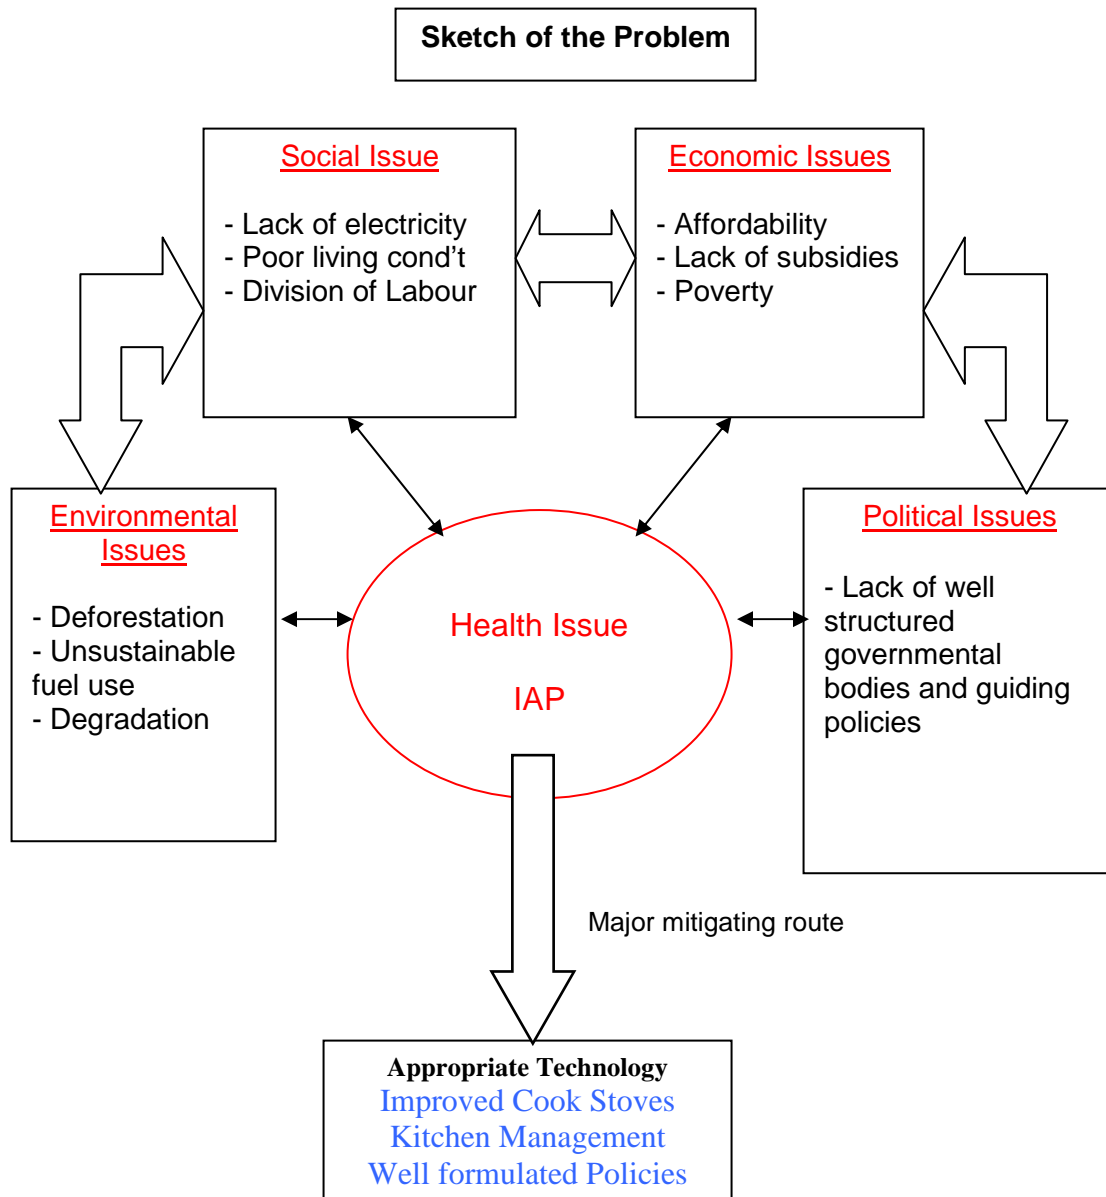 Sketch of the Problem
Social Issue
- Lack of electricity
- Poor living cond't
- Division of Labour
Economic Issues
- Affordability
- Lack of subsidies
- Poverty
Environmental
Issues
- Deforestation
- Unsustainable
fuel use
- Degradation
Health Issue
IAP
Political Issues
- Lack of well
structured
governmental
bodies and guiding
policies
Major mitigating route
Appropriate Technology
Improved Cook Stoves
Kitchen Management
Well formulated Policies